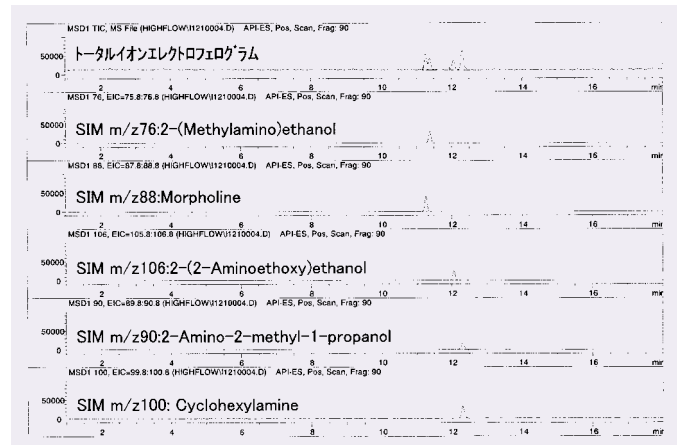 MSD1 TIC, MS File (HIGHFLOW\I1210004.D) API-ES, Pos, Scan, Frag: 90
50000
トータルイオンエレクトロフェログラム
0
2 4 6 8 10 12 14 16 min
MSD1 76, EIC=75.8:76.8 (HIGHFLOW\I1210004.D) API-ES, Pos, Scan, Frag: 90
50000
SIM m/z76:2-(Methylamino)ethanol
0
2 4 6 8 10 12 14 16 min
MSD1 88, EIC=87.8:88.8 (HIGHFLOW\I1210004.D) API-ES, Pos, Scan, Frag: 90
50000
SIM m/z88:Morpholine
0
2 4 6 8 10 12 14 16 min
MSD1 106, EIC=105.8:106.8 (HIGHFLOW\I1210004.D) API-ES, Pos, Scan, Frag: 90
50000
SIM m/z106:2-(2-Aminoethoxy)ethanol
0
2 4 6 8 10 12 14 16 min
MSD1 90, EIC=89.8:90.8 (HIGHFLOW\I1210004.D) API-ES, Pos, Scan, Frag: 90
50000
SIM m/z90:2-Amino-2-methyl-1-propanol
0
2 4 6 8 10 12 14 16 min
MSD1 100, EIC=99.8:100.6 (HIGHFLOW\I1210004.D) API-ES, Pos, Scan, Frag: 90
50000
SIM m/z100: Cyclohexylamine
0
2 4 6 8 10 12 14 16 min